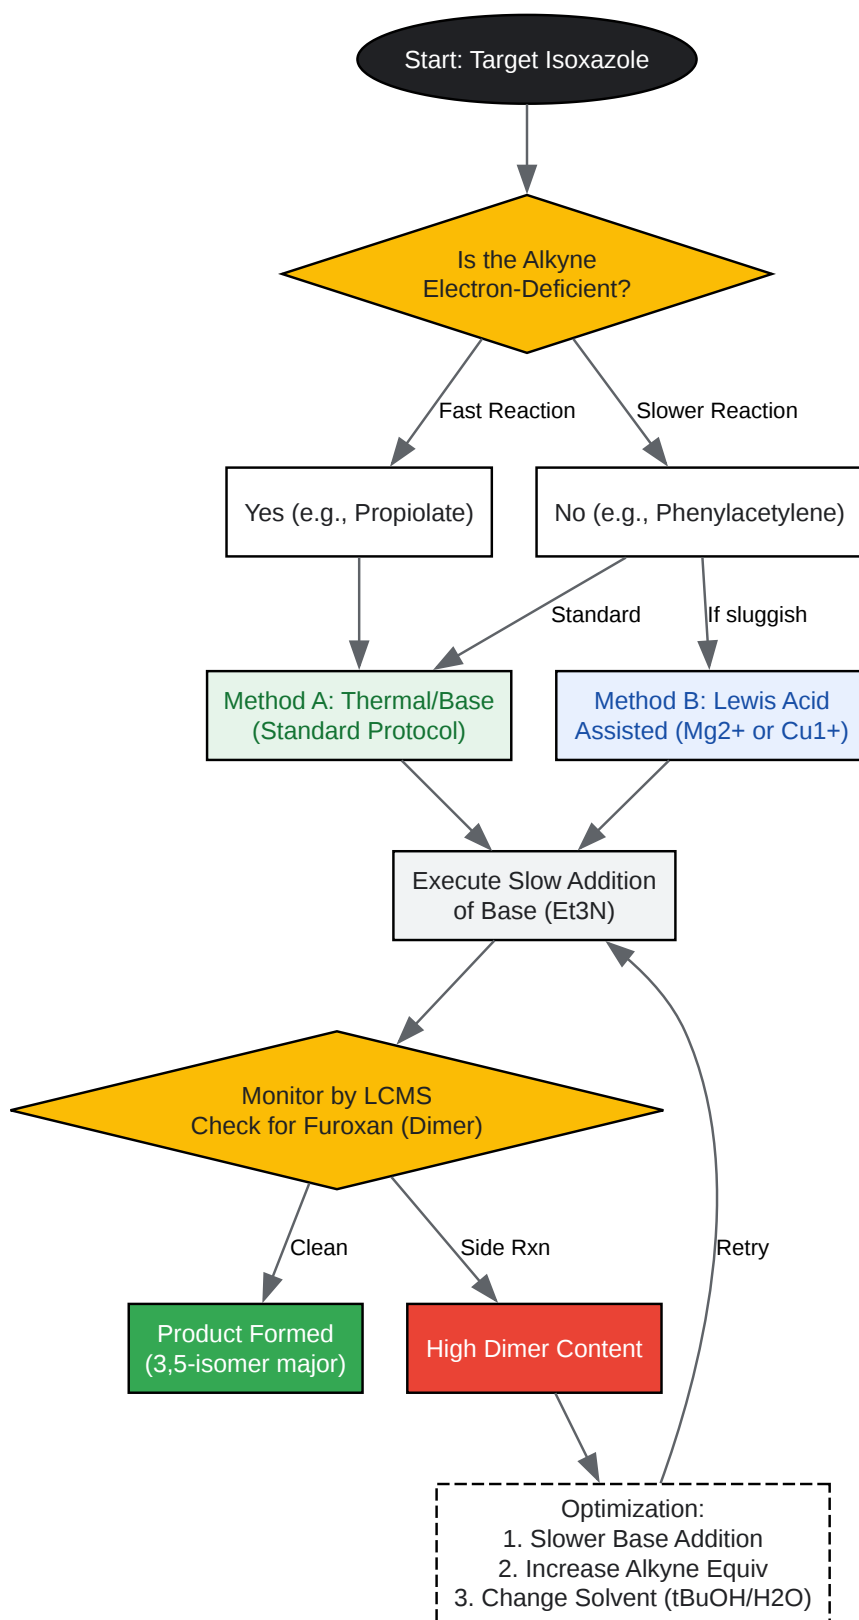 Start: Target Isoxazole
Is the Alkyne
Electron-Deficient?
Fast Reaction
Slower Reaction
Yes (e.g., Propiolate)
No (e.g., Phenylacetylene)
Standard
If sluggish
Method A: Thermal/Base
(Standard Protocol)
Method B: Lewis Acid
Assisted (Mg2+ or Cu1+)
Execute Slow Addition
of Base (Et3N)
Monitor by LCMS
Check for Furoxan (Dimer)
Clean
Side Rxn
Retry
Product Formed
(3,5-isomer major)
High Dimer Content
Optimization:
1. Slower Base Addition
2. Increase Alkyne Equiv
3. Change Solvent (tBuOH/H2O)